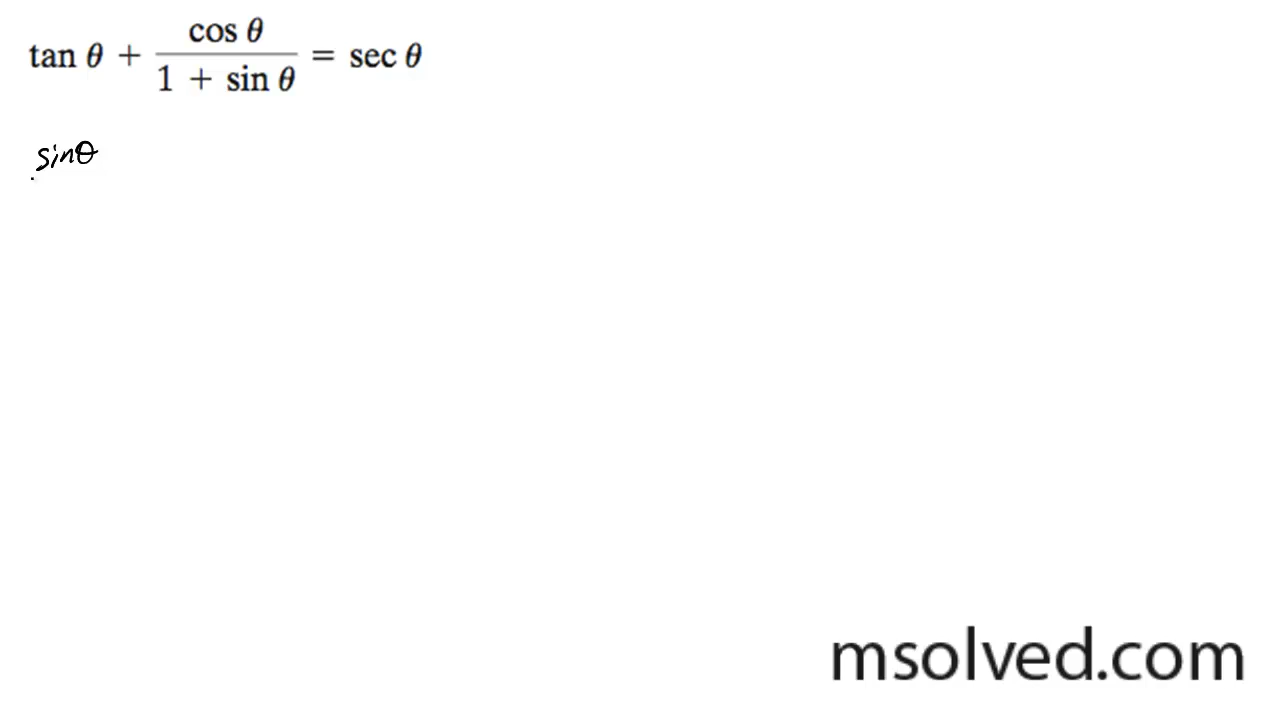 tan θ + cos θ / 1 + sin θ = sec θ
sinθ
msolved.com